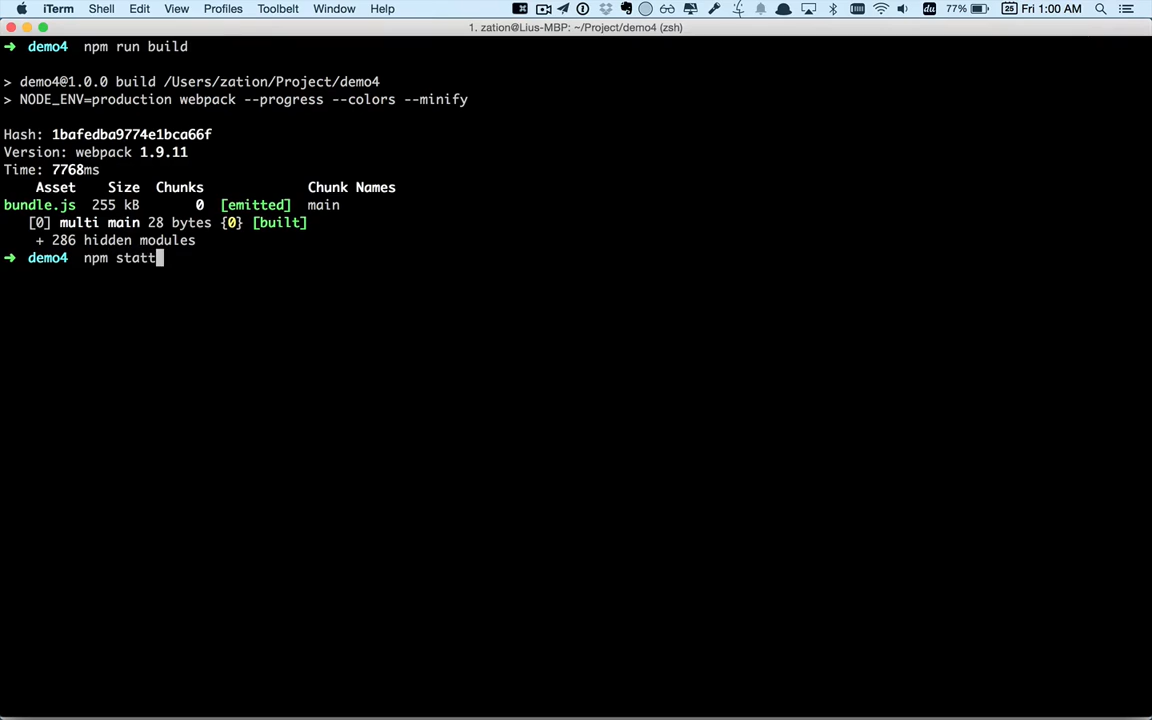 iTerm Shell Edit View Profiles Toolbelt Window Help 77% 25 Fri 1:00 AM
1. zation@Lius-MBP: ~/Project/demo4 (zsh)
➜ demo4 npm run build
> demo4@1.0.0 build /Users/zation/Project/demo4
> NODE_ENV=production webpack --progress --colors --minify
Hash: 1bafedba9774e1bca66f
Version: webpack 1.9.11
Time: 7768ms
Asset Size Chunks Chunk Names
bundle.js 255 kB 0 [emitted] main
[0] multi main 28 bytes {0} [built]
+ 286 hidden modules
➜ demo4 npm statt